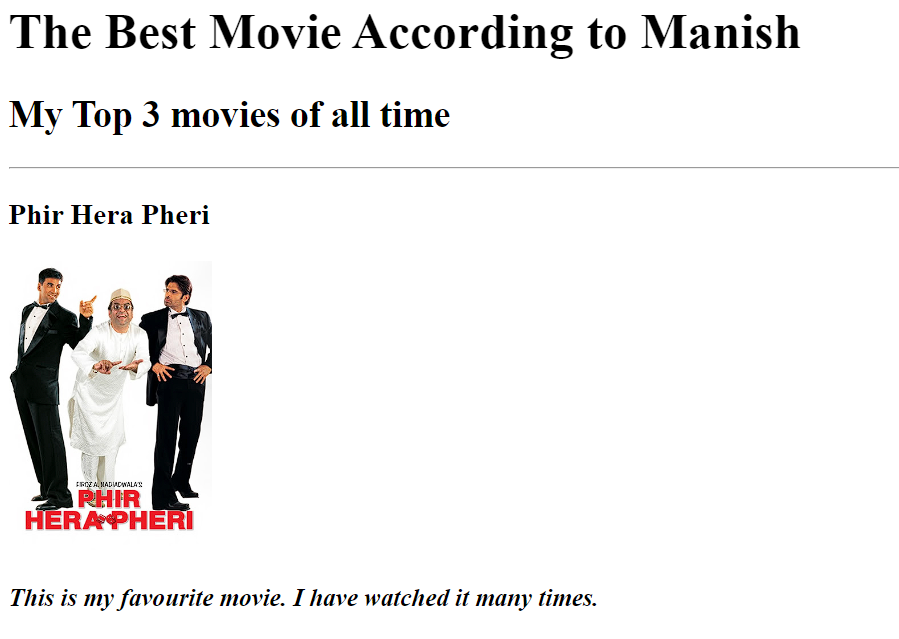 The Best Movie According to Manish
My Top 3 movies of all time
Phir Hera Pheri
FIROZ A. NADIADWALA'S
PHIR
HERA PHERI
This is my favourite movie. I have watched it many times.